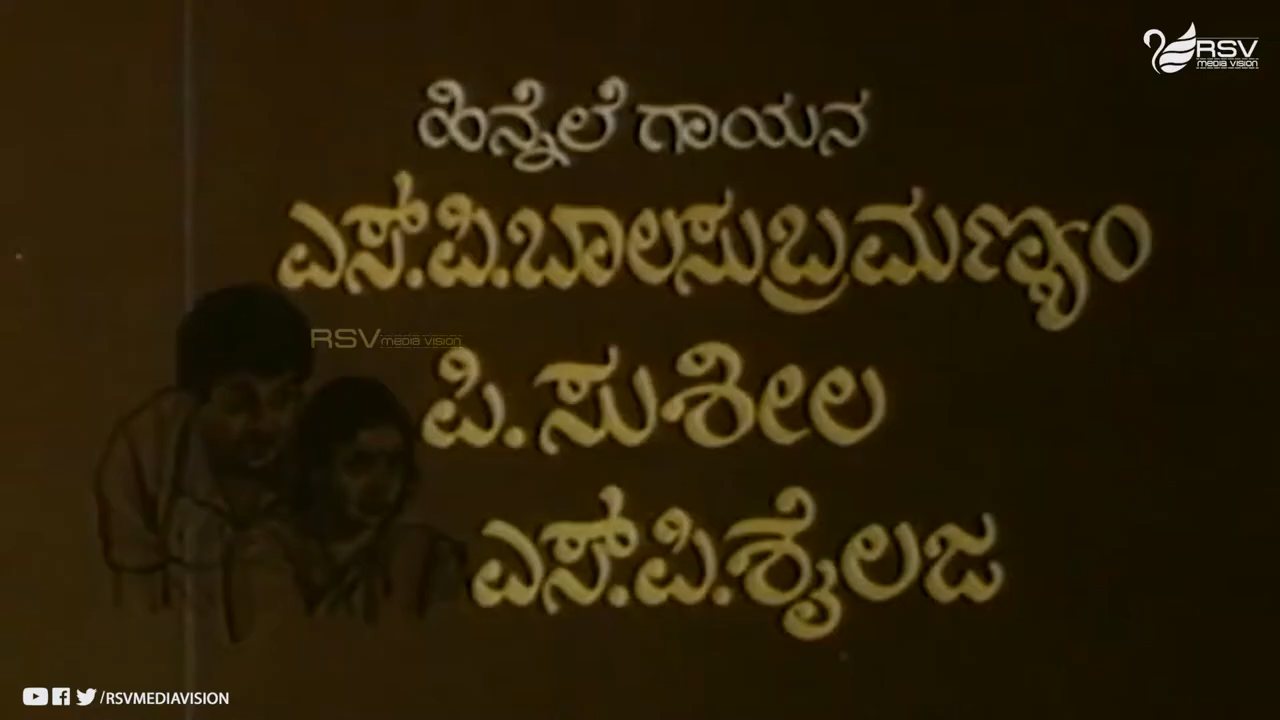 RSV
MEDIA VISION
ಹಿನ್ನೆಲೆ ಗಾಯನ
ಎಸ್.ಪಿ.ಬಾಲಸುಬ್ರಮಣ್ಯಂ
RSV MEDIA VISION
ಪಿ.ಸುಶೀಲ
ಎಸ್.ಪಿ.ಶೈಲಜ
/RSVMEDIAVISION